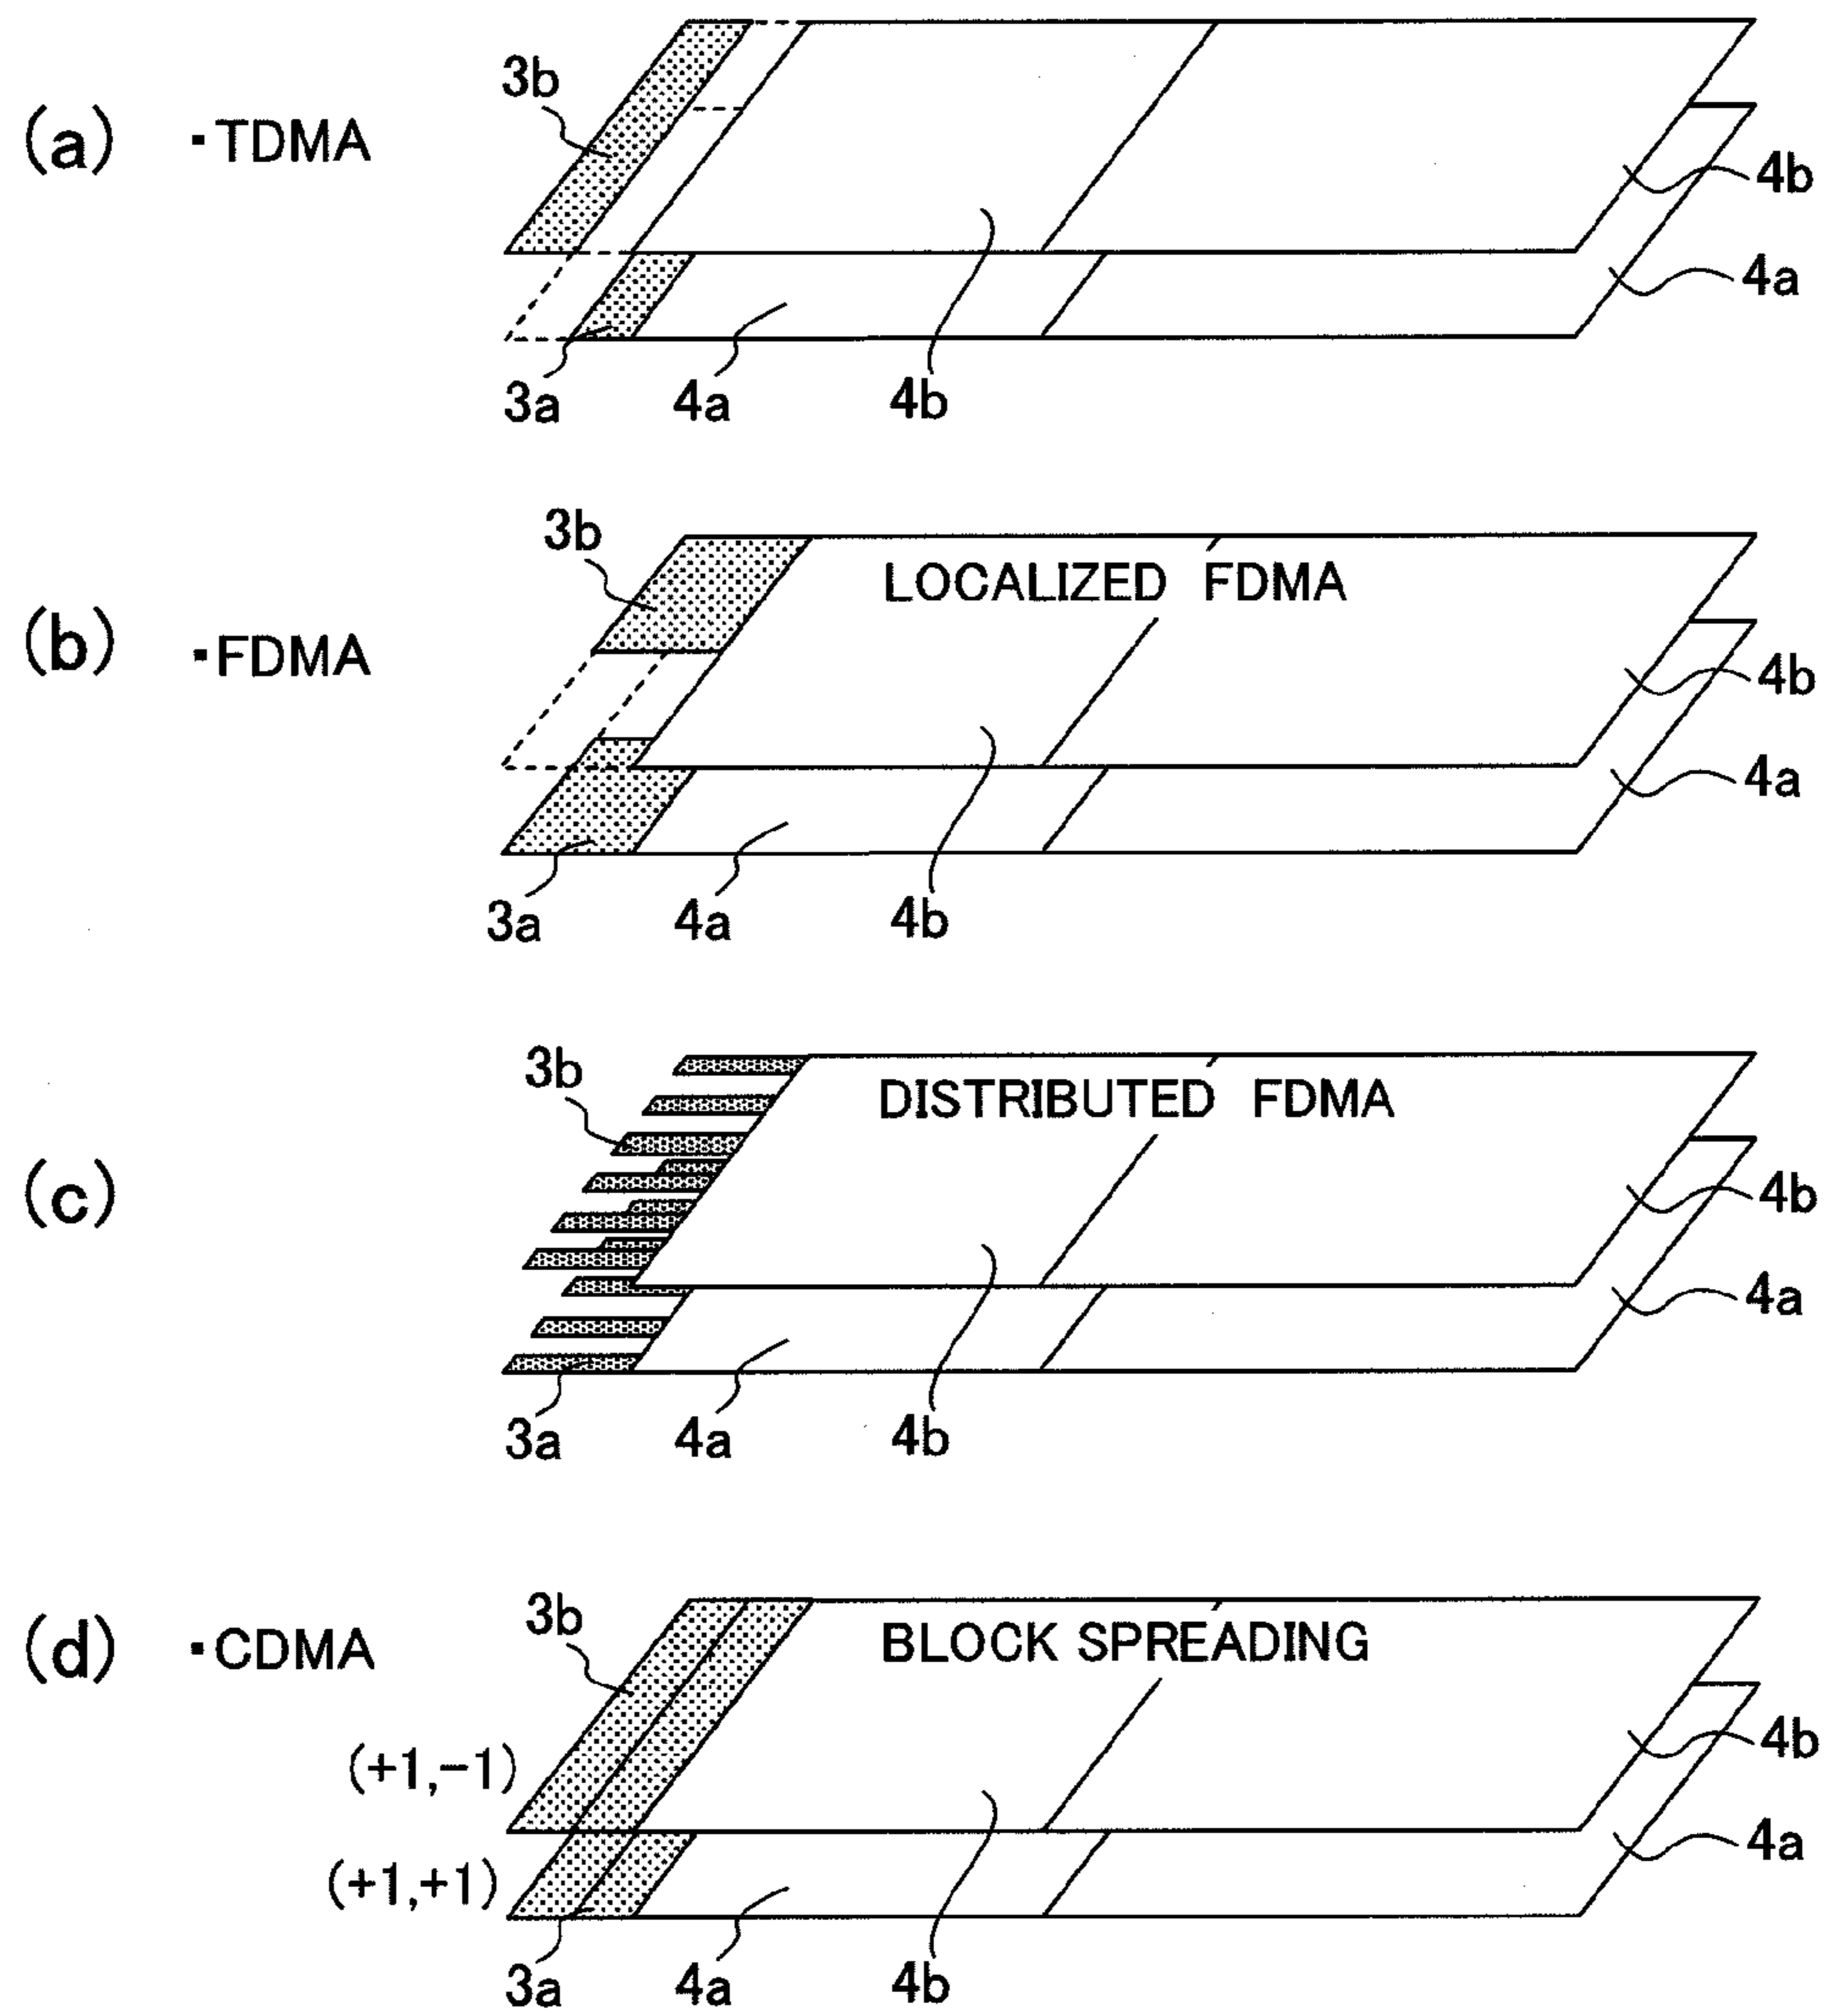 (a) ・TDMA
3b
4b
4a
3a
4a
4b
(b) ・FDMA
3b
LOCALIZED FDMA
4b
4a
3a
4a
4b
(c)
3b
DISTRIBUTED FDMA
4b
4a
3a
4a
4b
(d) ・CDMA
3b
BLOCK SPREADING
4b
(+1,-1)
4a
(+1,+1)
3a
4a
4b